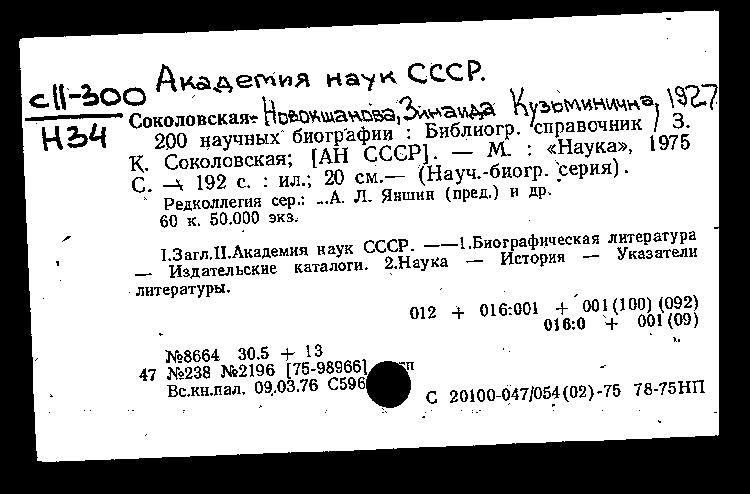 Академия наук СССР.
с11-300
Н34
Соколовская-Новокшанова, Зинаида Кузьминична, 1927
200 научных биографий : Библиогр. справочник / З.
К. Соколовская; [АН СССР]. — М. : «Наука», 1975
С. — 192 с. : ил.; 20 см.— (Науч.-биогр. серия).
Редколлегия сер.: ...А. Л. Яншин (пред.) и др.
60 к. 50.000 экз.
I.Загл.II.Академия наук СССР. ——1.Биографическая литература
— Издательские каталоги. 2.Наука — История — Указатели
литературы.
012 + 016:001 + 001(100)(092)
016:0 + 001(09)
№8664 30.5 + 13
47 №238 №2196 [75-98966]
Вс.кн.пал. 09.03.76 С596
С 20100-047/054(02)-75 78-75НП